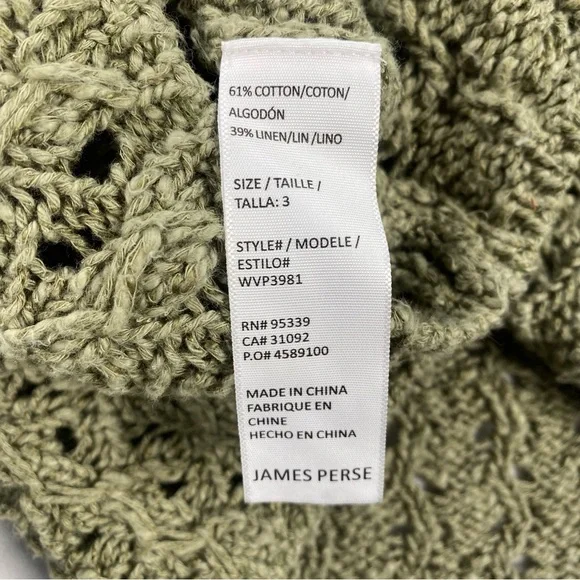 61% COTTON/COTON/
ALGODÓN
39% LINEN/LIN/LINO
SIZE / TAILLE /
TALLA: 3
STYLE# / MODELE /
ESTILO#
WVP3981
RN# 95339
CA# 31092
P.O# 4589100
MADE IN CHINA
FABRIQUE EN
CHINE
HECHO EN CHINA
JAMES PERSE